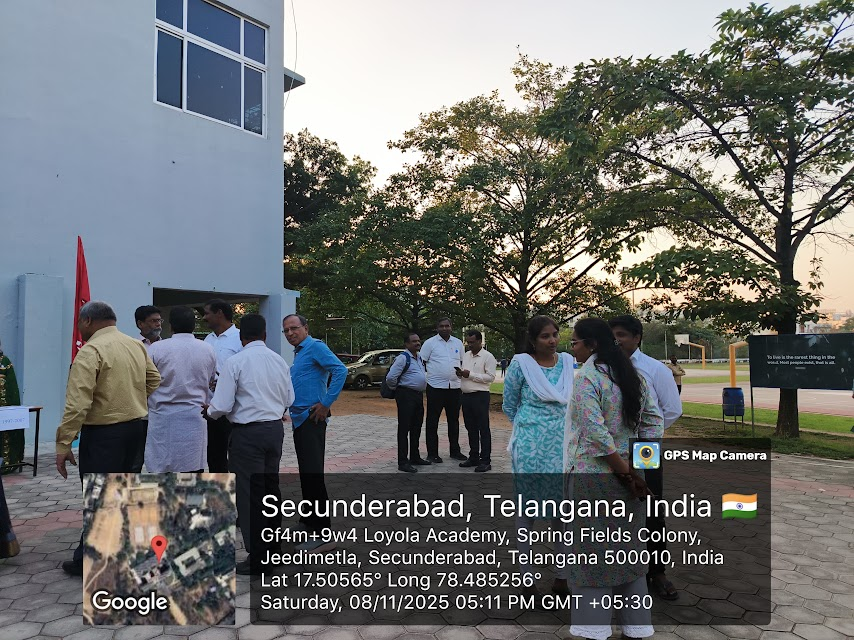 To live is the rarest thing in the
world. Most people exist, that is all.
GPS Map Camera
Secunderabad, Telangana, India
Gf4m+9w4 Loyola Academy, Spring Fields Colony,
Jeedimetla, Secunderabad, Telangana 500010, India
Lat 17.50565° Long 78.485256°
Saturday, 08/11/2025 05:11 PM GMT +05:30
Google